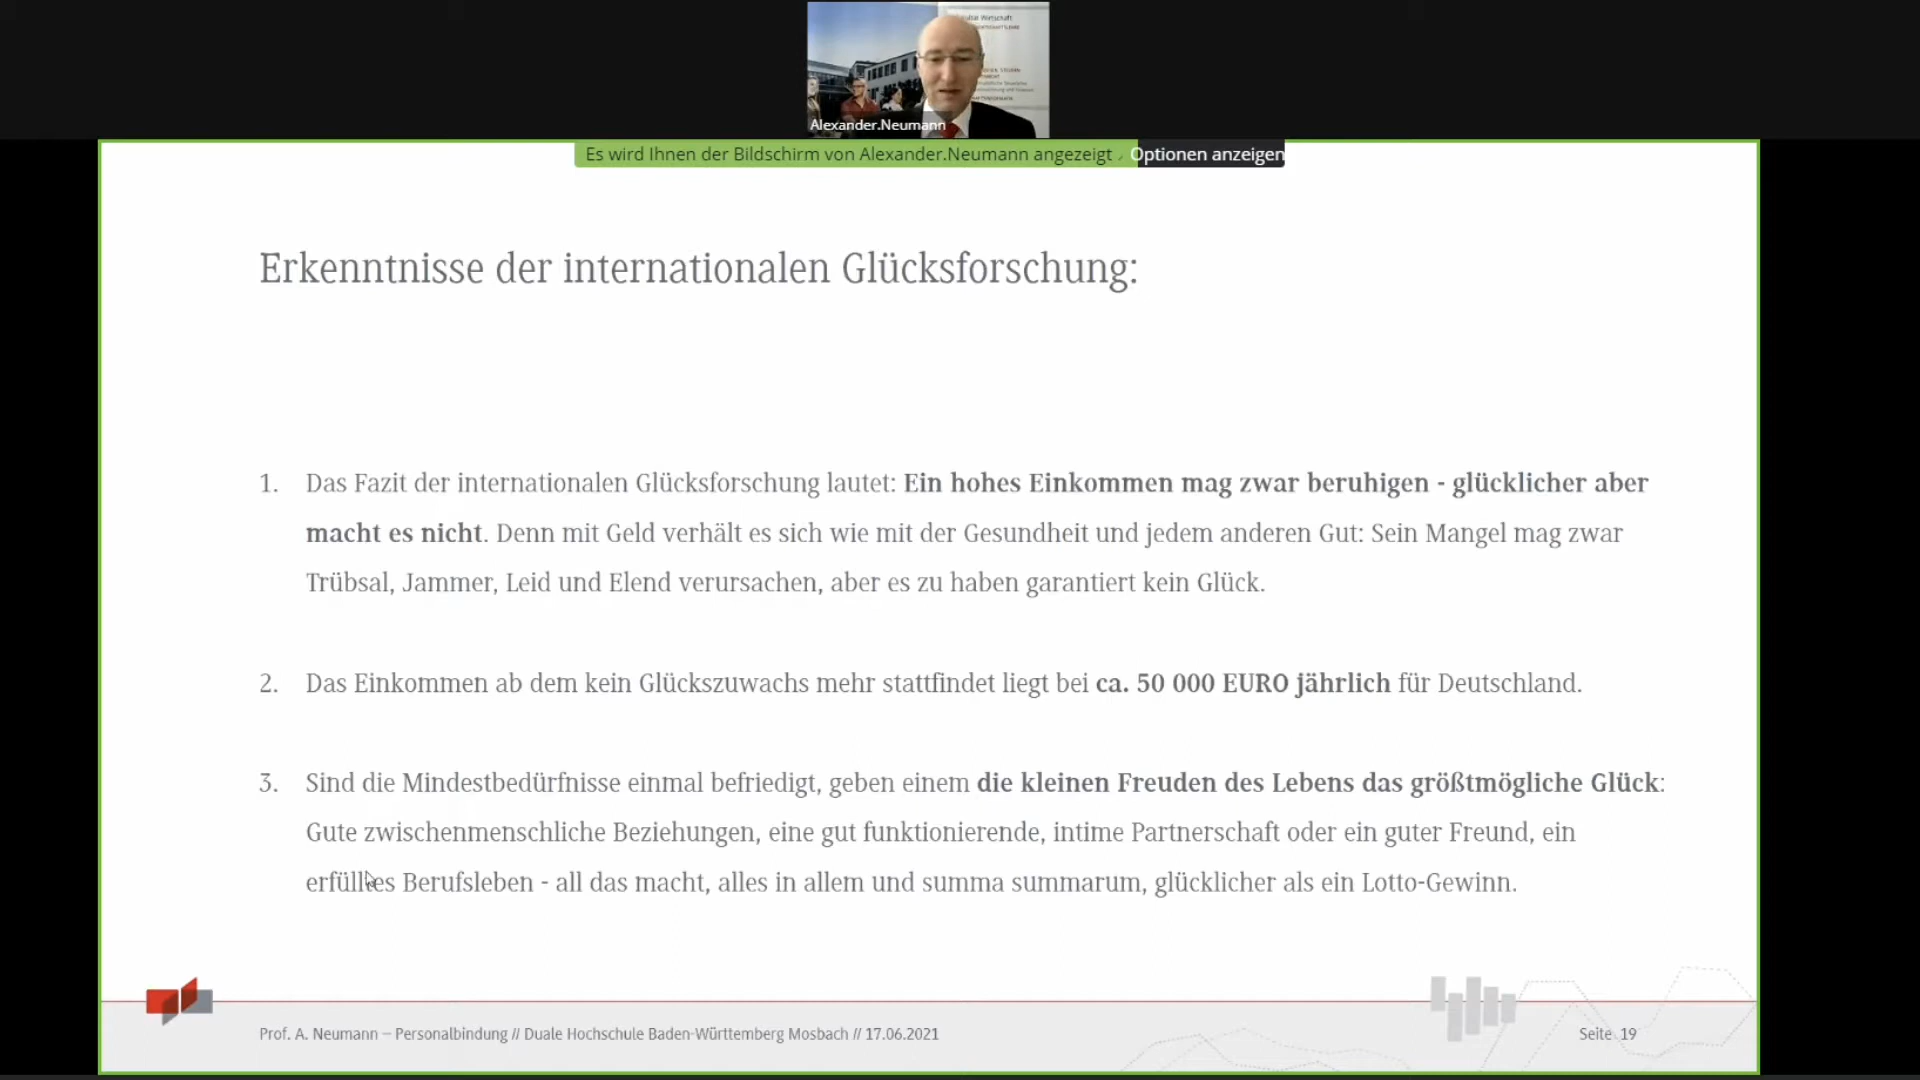 Alexander.Neumann
Es wird Ihnen der Bildschirm von Alexander.Neumann angezeigt
Optionen anzeigen
Erkenntnisse der internationalen Glücksforschung:
1. Das Fazit der internationalen Glücksforschung lautet: Ein hohes Einkommen mag zwar beruhigen - glücklicher aber
macht es nicht. Denn mit Geld verhält es sich wie mit der Gesundheit und jedem anderen Gut: Sein Mangel mag zwar
Trübsal, Jammer, Leid und Elend verursachen, aber es zu haben garantiert kein Glück.
2. Das Einkommen ab dem kein Glückszuwachs mehr stattfindet liegt bei ca. 50 000 EURO jährlich für Deutschland.
3. Sind die Mindestbedürfnisse einmal befriedigt, geben einem die kleinen Freuden des Lebens das größtmögliche Glück:
Gute zwischenmenschliche Beziehungen, eine gut funktionierende, intime Partnerschaft oder ein guter Freund, ein
erfülltes Berufsleben - all das macht, alles in allem und summa summarum, glücklicher als ein Lotto-Gewinn.
Prof. A. Neumann – Personalbindung // Duale Hochschule Baden-Württemberg Mosbach // 17.06.2021
Seite 19